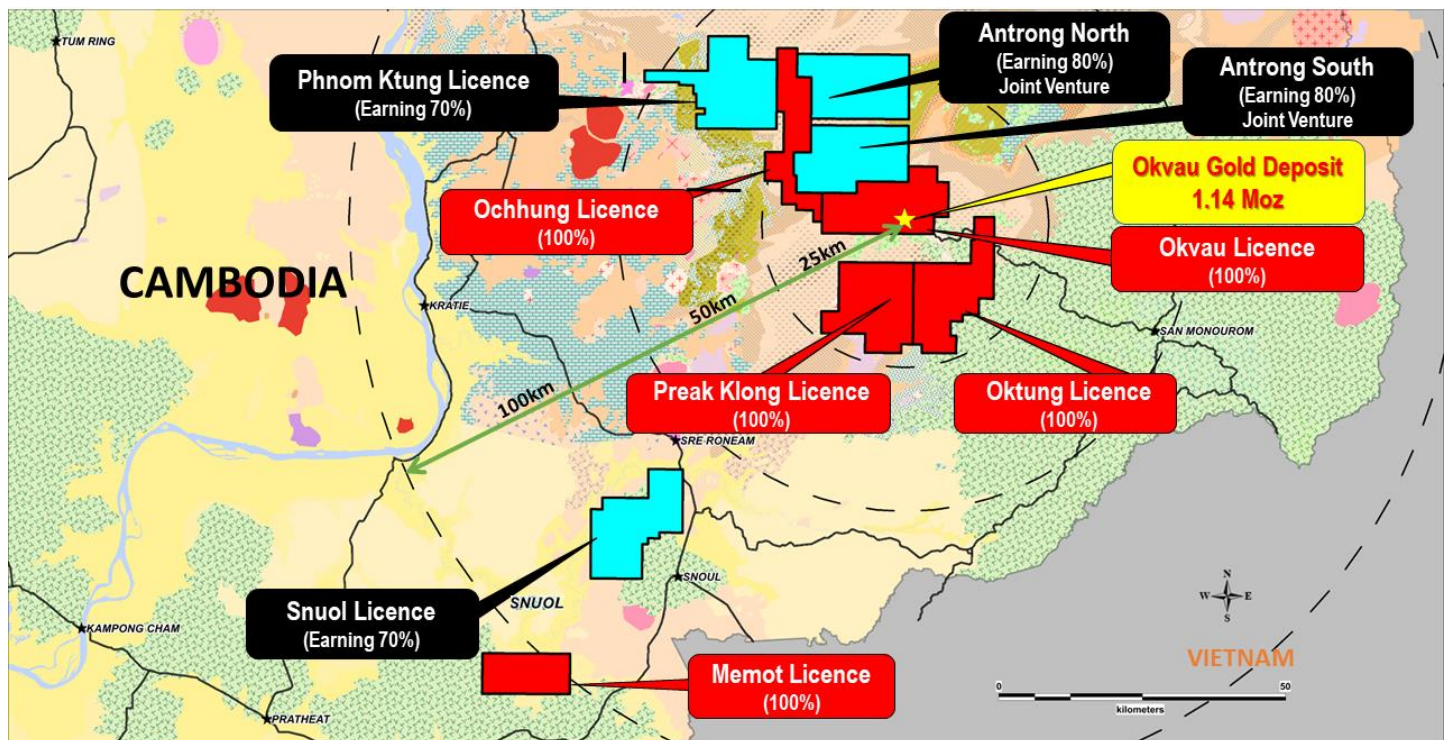 TUM RING
Phnom Ktung Licence
(Earning 70%)
Antrong North
(Earning 80%)
Joint Venture
Antrong South
(Earning 80%)
Joint Venture
Okvau Gold Deposit
1.14 Moz
Ochhung Licence
(100%)
Okvau Licence
(100%)
CAMBODIA
KRATIE
25km
50km
100km
SAN MONOUROM
Preak Klong Licence
(100%)
Oktung Licence
(100%)
SRE RONEAM
SNOUL
Snuol Licence
(Earning 70%)
SNUOL
KAMPONG CHAM
N
W E
S
VIETNAM
Memot Licence
(100%)
0 50
kilometers
PRATHEAT